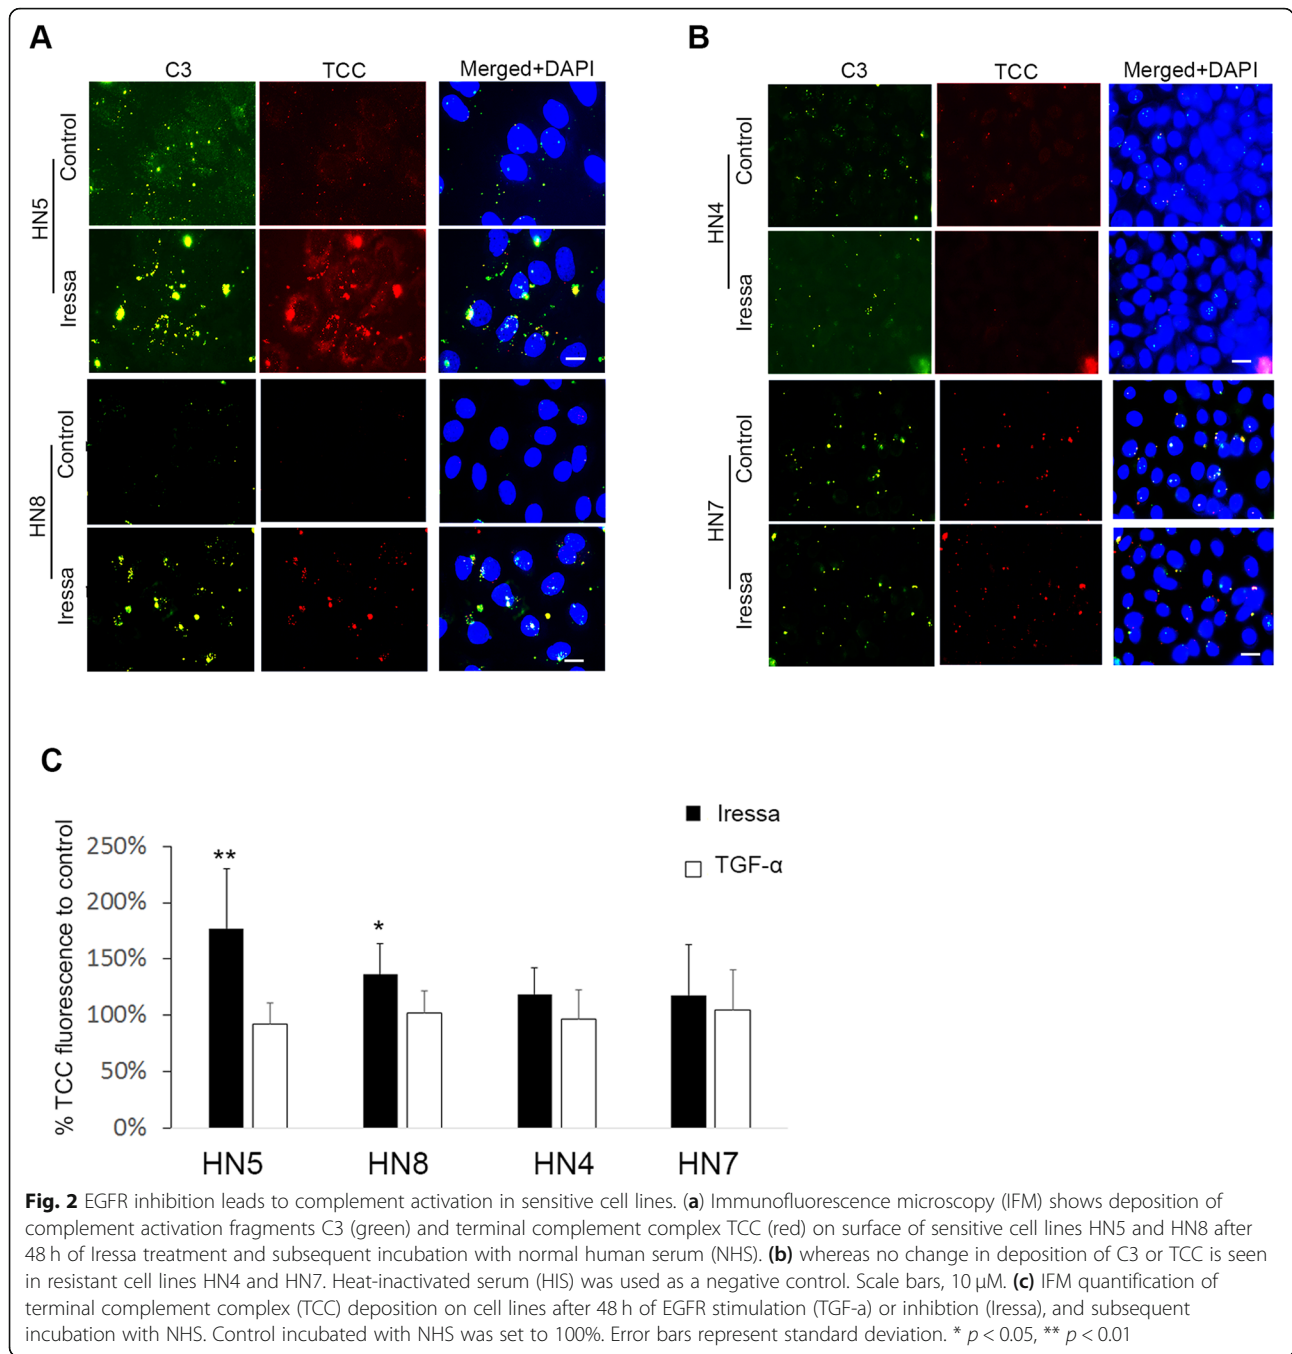 A
C3 TCC Merged+DAPI
HN5
Control
Iressa
HN8
Control
Iressa
B
C3 TCC Merged+DAPI
HN4
Control
Iressa
HN7
Control
Iressa
C
% TCC fluorescence to control
250%
200%
150%
100%
50%
0%
** 
*
Iressa
TGF-α
HN5 HN8 HN4 HN7
Fig. 2 EGFR inhibition leads to complement activation in sensitive cell lines. (a) Immunofluorescence microscopy (IFM) shows deposition of
complement activation fragments C3 (green) and terminal complement complex TCC (red) on surface of sensitive cell lines HN5 and HN8 after
48 h of Iressa treatment and subsequent incubation with normal human serum (NHS). (b) whereas no change in deposition of C3 or TCC is seen
in resistant cell lines HN4 and HN7. Heat-inactivated serum (HIS) was used as a negative control. Scale bars, 10 μM. (c) IFM quantification of
terminal complement complex (TCC) deposition on cell lines after 48 h of EGFR stimulation (TGF-a) or inhibtion (Iressa), and subsequent
incubation with NHS. Control incubated with NHS was set to 100%. Error bars represent standard deviation. * p < 0.05, ** p < 0.01